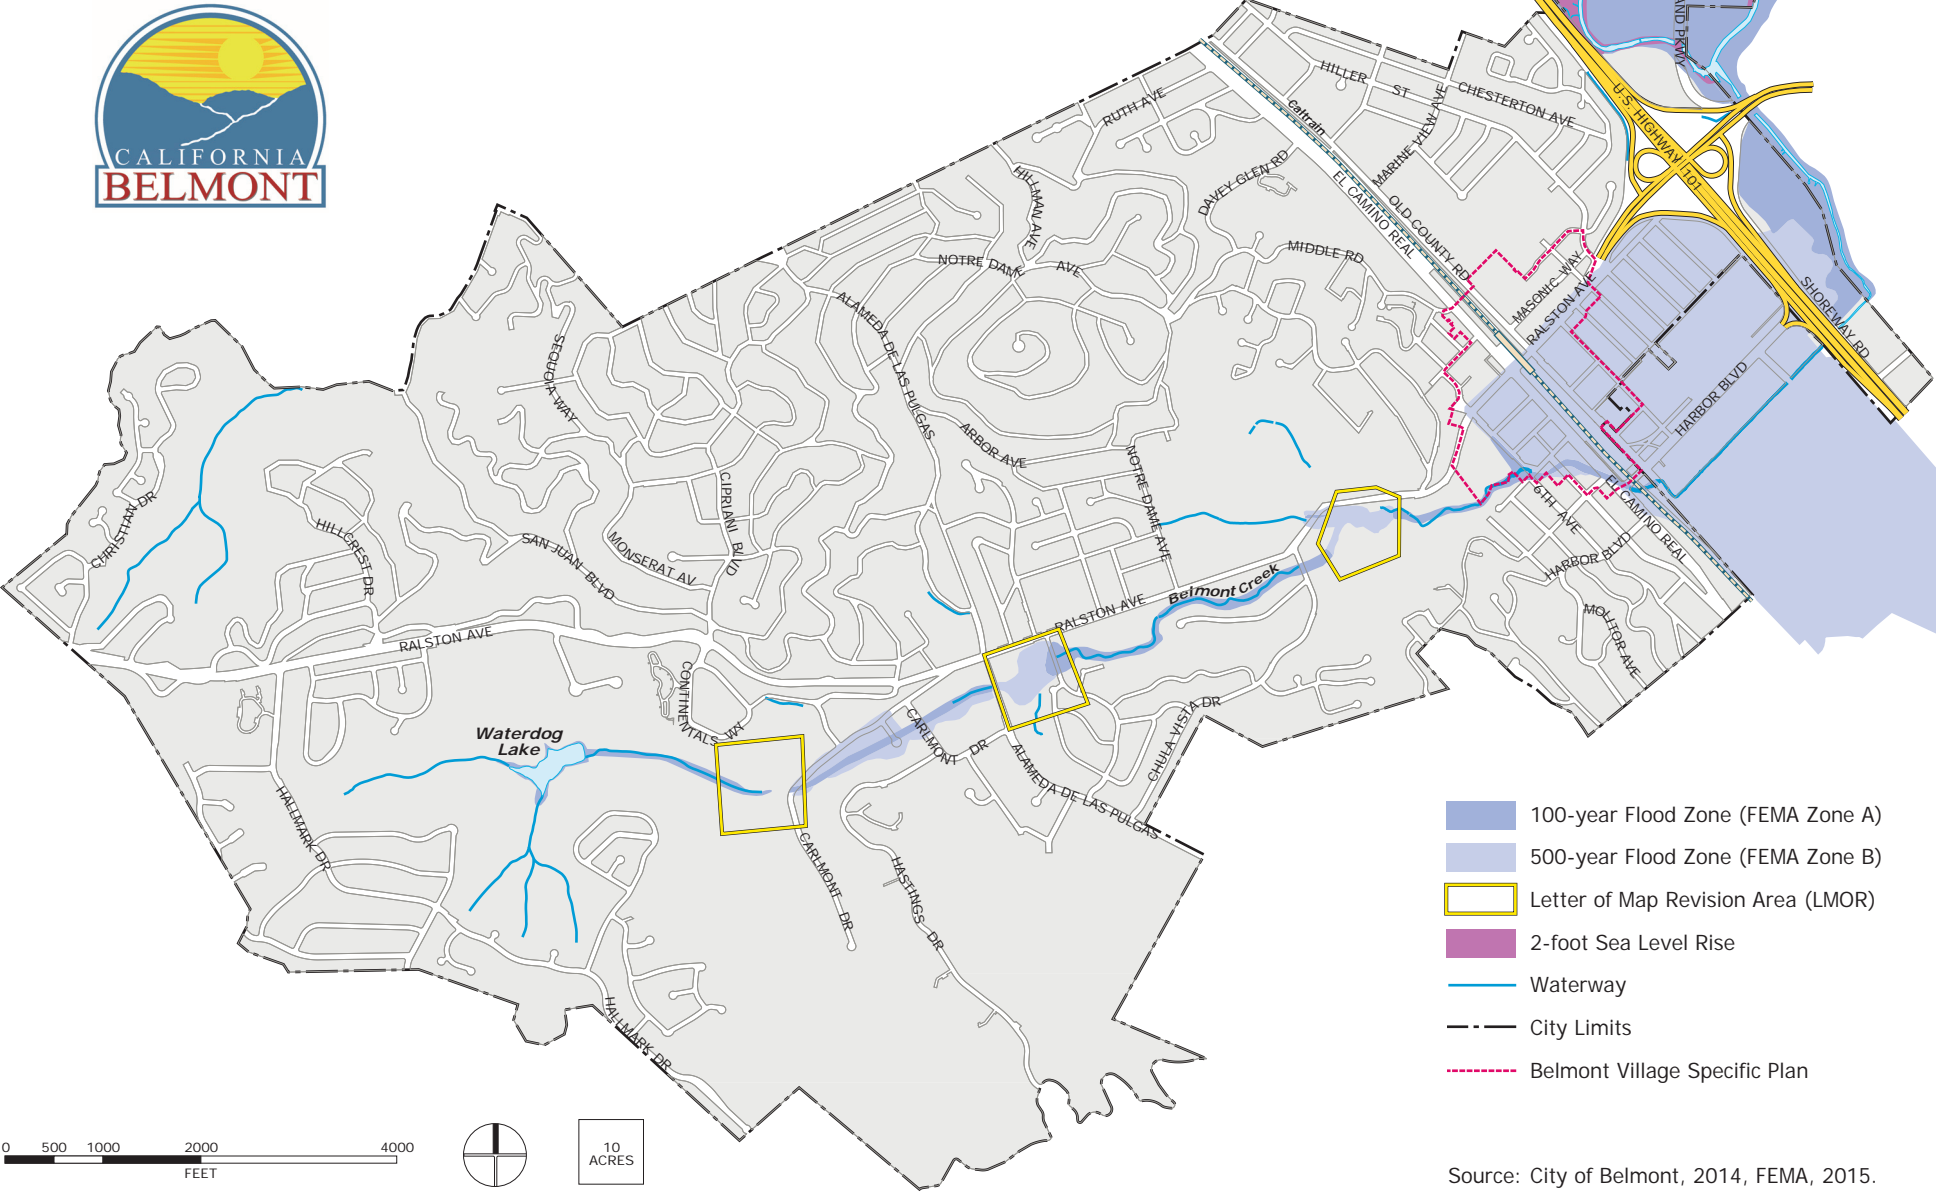 CALIFORNIA
BELMONT
RUTH AVE
HILLER ST
CHESTERTON AVE
MARINE VIEW AVE
Caltrain
U.S. HIGHWAY 101
HILLMAN AVE
DAVEY GLEN RD
EL CAMINO REAL
OLD COUNTY RD
MIDDLE RD
NOTRE DAME AVE
MASONIC WAY
RALSTON AVE
SHOREWAY RD
HARBOR BLVD
ALAMEDA DE LAS PULGAS
SEQUOIA WAY
ARBOR AVE
NOTRE DAME AVE
CIPRIANI BLVD
CHRISTIAN DR
HILLCREST DR
SAN JUAN BLVD
MONSERAT AV
6TH AVE
EL CAMINO REAL
HARBOR BLVD
MOLITOR AVE
Belmont Creek
RALSTON AVE
RALSTON AVE
CONTINENTALS WY
Waterdog
Lake
CARLMONT DR
CHULA VISTA DR
ALAMEDA DE LAS PULGAS
HALLMARK DR
CARLMONT DR
HASTINGS DR
HALLMARK DR
100-year Flood Zone (FEMA Zone A)
500-year Flood Zone (FEMA Zone B)
Letter of Map Revision Area (LMOR)
2-foot Sea Level Rise
Waterway
City Limits
Belmont Village Specific Plan
0 500 1000 2000 4000
FEET
10
ACRES
Source: City of Belmont, 2014, FEMA, 2015.